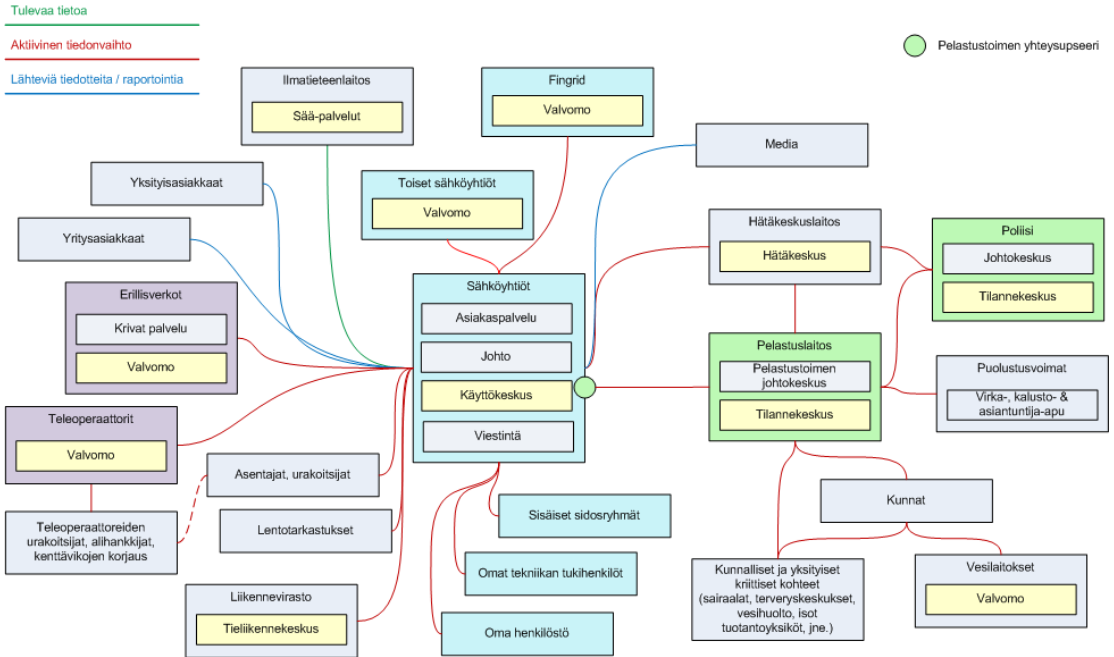 Tulevaa tietoa
Aktiivinen tiedonvaihto
Lähteviä tiedotteita / raportointia
Pelastustoimen yhteysupseeri
Ilmatieteenlaitos
Sää-palvelut
Fingrid
Valvomo
Media
Yksityisasiakkaat
Toiset sähköyhtiöt
Valvomo
Yritysasiakkaat
Hätäkeskuslaitos
Hätäkeskus
Poliisi
Johtokeskus
Tilannekeskus
Erillisverkot
Krivat palvelu
Valvomo
Sähköyhtiöt
Asiakaspalvelu
Johto
Käyttökeskus
Viestintä
Pelastuslaitos
Pelastustoimen
johtokeskus
Tilannekeskus
Puolustusvoimat
Virka-, kalusto- &
asiantuntija-apu
Teleoperaattorit
Valvomo
Asentajat, urakoitsijat
Teleoperaattoreiden
urakoitsijat, alihankkijat,
kenttävikojen korjaus
Lentotarkastukset
Sisäiset sidosryhmät
Kunnat
Omat tekniikan tukihenkilöt
Kunnalliset ja yksityiset
kriittiset kohteet
(sairaalat, terveryskeskukset,
vesihuolto, isot
tuotantoyksiköt, jne.)
Vesilaitokset
Valvomo
Liikennevirasto
Tieliikennekeskus
Oma henkilöstö